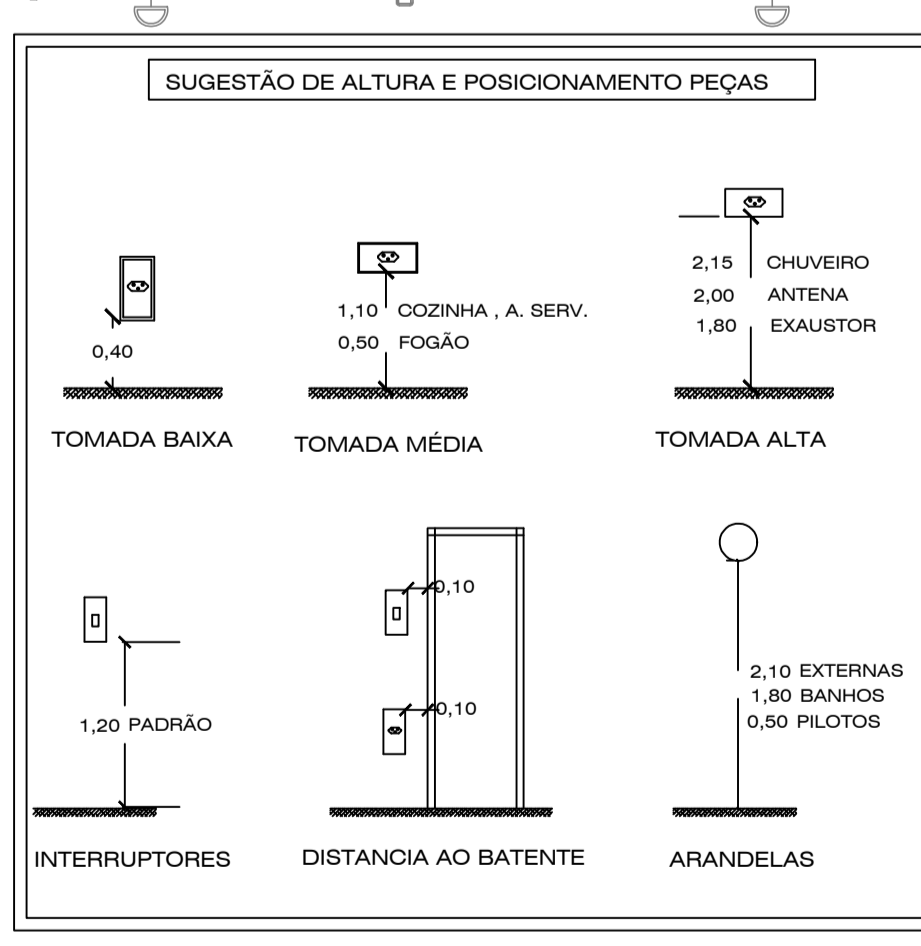 SUGESTÃO DE ALTURA E POSICIONAMENTO PEÇAS
0,40
TOMADA BAIXA
1,10 COZINHA , A. SERV.
0,50 FOGÃO
TOMADA MÉDIA
2,15 CHUVEIRO
2,00 ANTENA
1,80 EXAUSTOR
TOMADA ALTA
1,20 PADRÃO
INTERRUPTORES
0,10
0,10
DISTANCIA AO BATENTE
2,10 EXTERNAS
1,80 BANHOS
0,50 PILOTOS
ARANDELAS